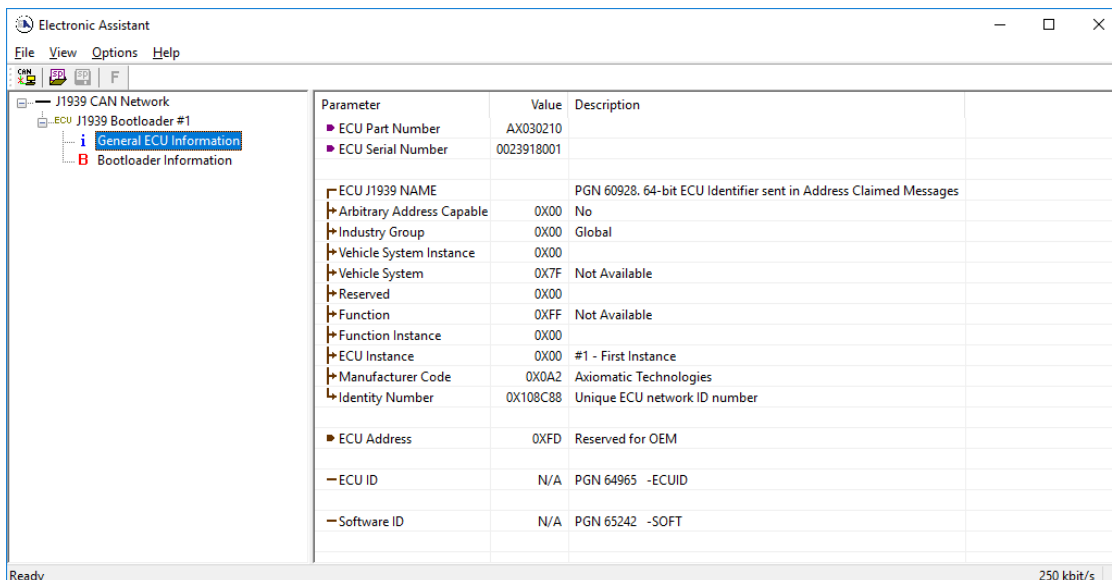 Electronic Assistant
File View Options Help
CAN SP SP F
J1939 CAN Network
ECU J1939 Bootloader #1
i General ECU Information
B Bootloader Information
Parameter Value Description
ECU Part Number AX030210
ECU Serial Number 0023918001
ECU J1939 NAME PGN 60928. 64-bit ECU Identifier sent in Address Claimed Messages
Arbitrary Address Capable 0X00 No
Industry Group 0X00 Global
Vehicle System Instance 0X00
Vehicle System 0X7F Not Available
Reserved 0X00
Function 0XFF Not Available
Function Instance 0X00
ECU Instance 0X00 #1 - First Instance
Manufacturer Code 0X0A2 Axiomatic Technologies
Identity Number 0X108C88 Unique ECU network ID number
ECU Address 0XFD Reserved for OEM
ECU ID N/A PGN 64965 -ECUID
Software ID N/A PGN 65242 -SOFT
Ready 250 kbit/s